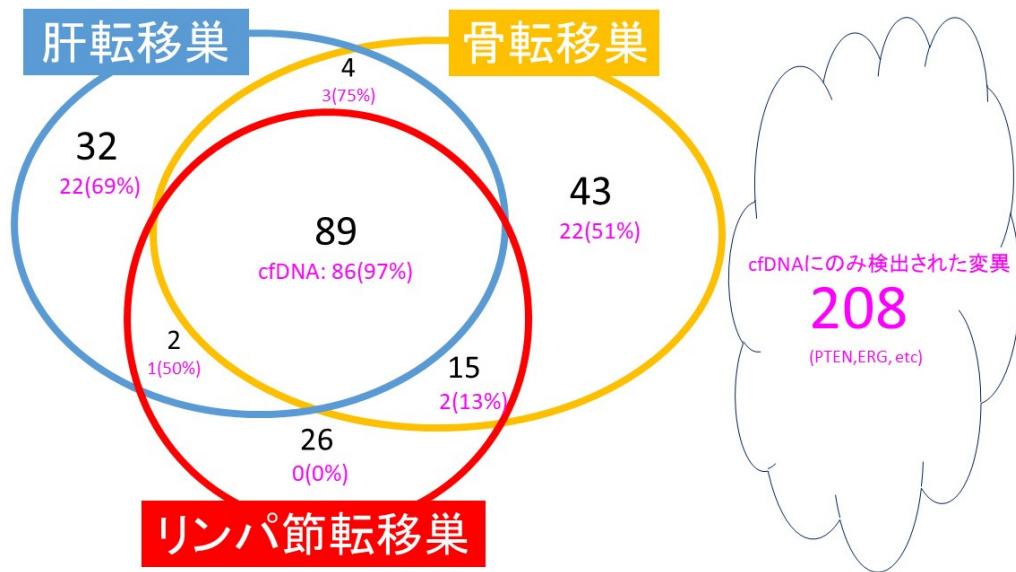 肝転移巣
骨転移巣
4
3(75%)
32
22(69%)
43
22(51%)
89
cfDNA: 86(97%)
cfDNAにのみ検出された変異
208
(PTEN,ERG, etc)
2
1(50%)
15
2(13%)
26
0(0%)
リンパ節転移巣